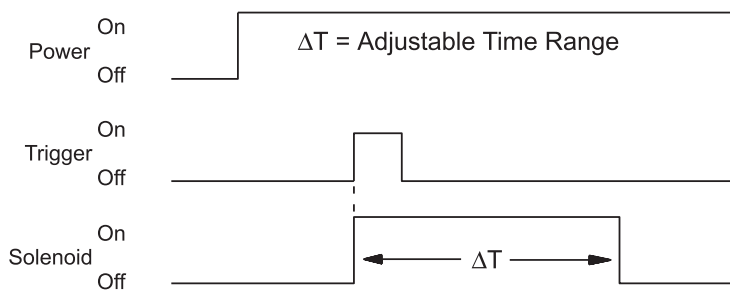 On
Power
Off
ΔT = Adjustable Time Range
On
Trigger
Off
On
Solenoid
Off
ΔT